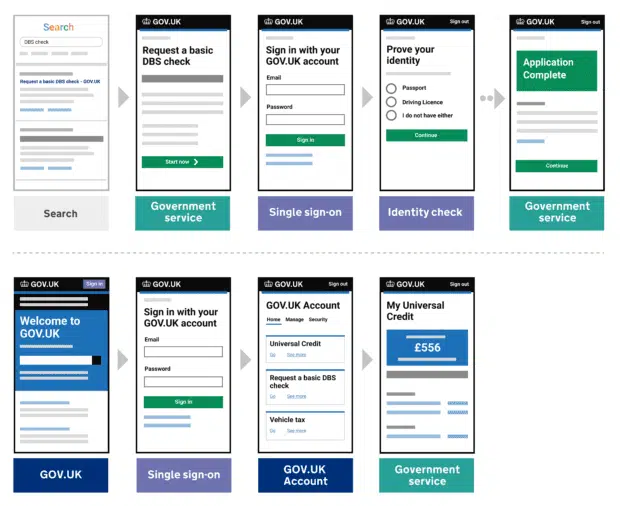 Search
DBS check
Request a basic DBS check - GOV.UK
Search
GOV.UK
Request a basic
DBS check
Start now
Government
service
GOV.UK
Sign in with your
GOV.UK account
Email
Password
Sign in
Single sign-on
GOV.UK Sign out
Prove your
identity
Passport
Driving Licence
I do not have either
Continue
Identity check
GOV.UK Sign out
Application
Complete
Continue
Government
service
GOV.UK Sign in
Welcome to
GOV.UK
GOV.UK
GOV.UK
Sign in with your
GOV.UK account
Email
Password
Sign in
Single sign-on
GOV.UK Sign out
GOV.UK Account
Home Manage Security
Universal Credit
Go See more
Request a basic DBS
check
Go See more
Vehicle tax
Go See more
GOV.UK
Account
GOV.UK Sign out
My Universal
Credit
£556
Government
service